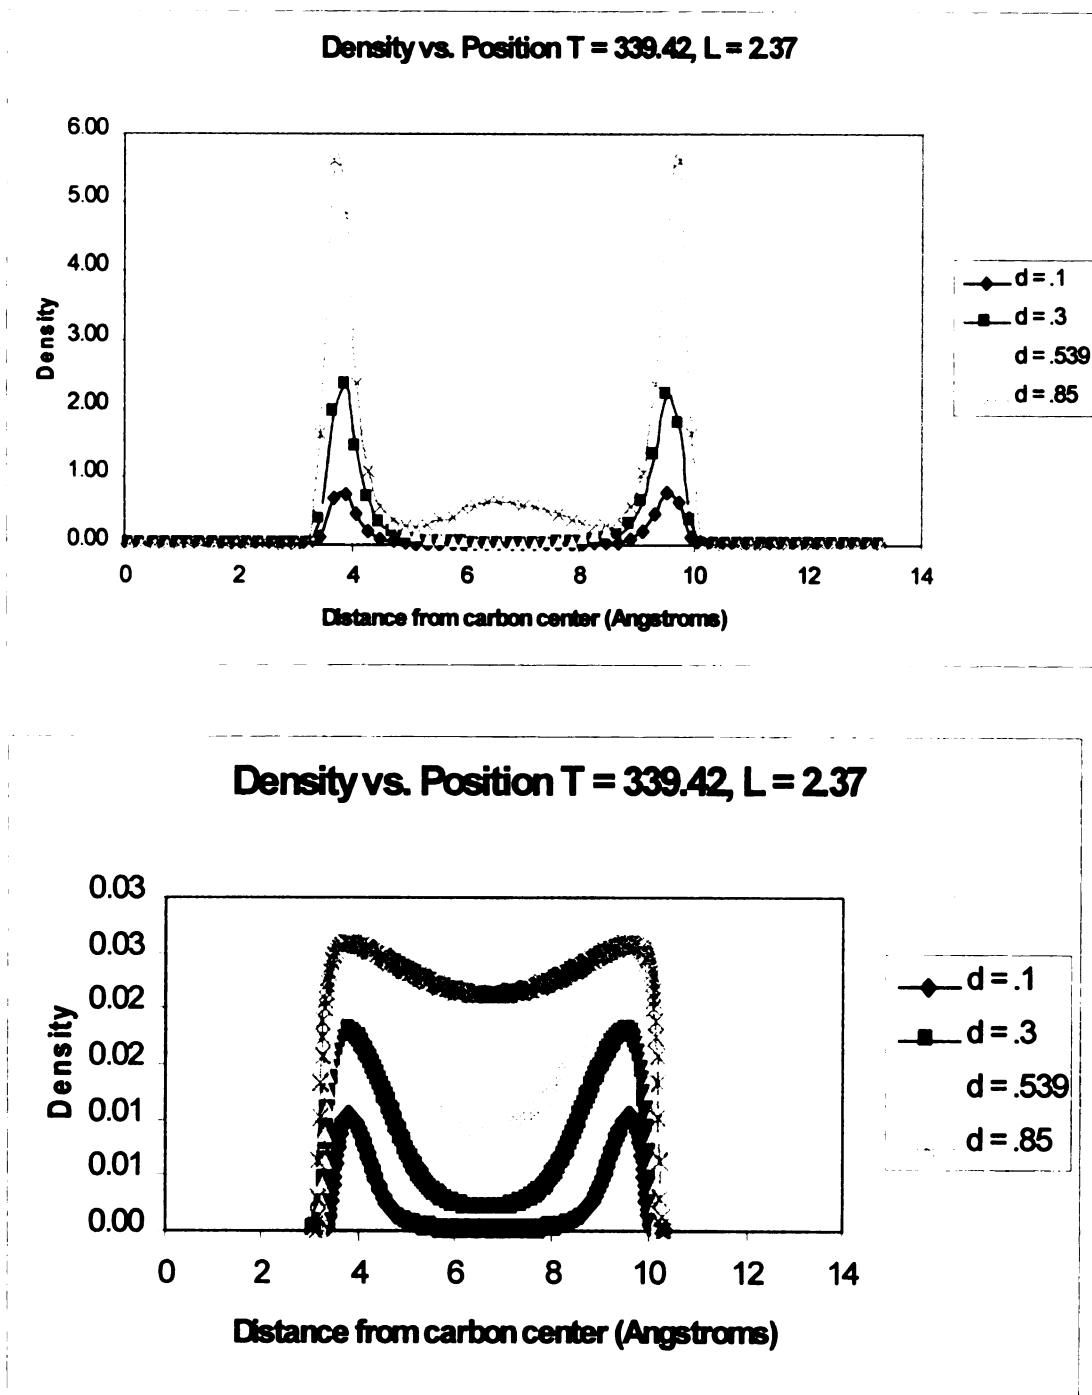 Density vs. Position T = 339.42, L = 2.37
6.00
5.00
4.00
3.00
2.00
1.00
0.00
Density
0 2 4 6 8 10 12 14
Distance from carbon center (Angstroms)
d = .1
d = .3
d = .539
d = .85
Density vs. Position T = 339.42, L = 2.37
0.03
0.03
0.02
0.02
0.01
0.01
0.00
Density
0 2 4 6 8 10 12 14
Distance from carbon center (Angstroms)
d = .1
d = .3
d = .539
d = .85